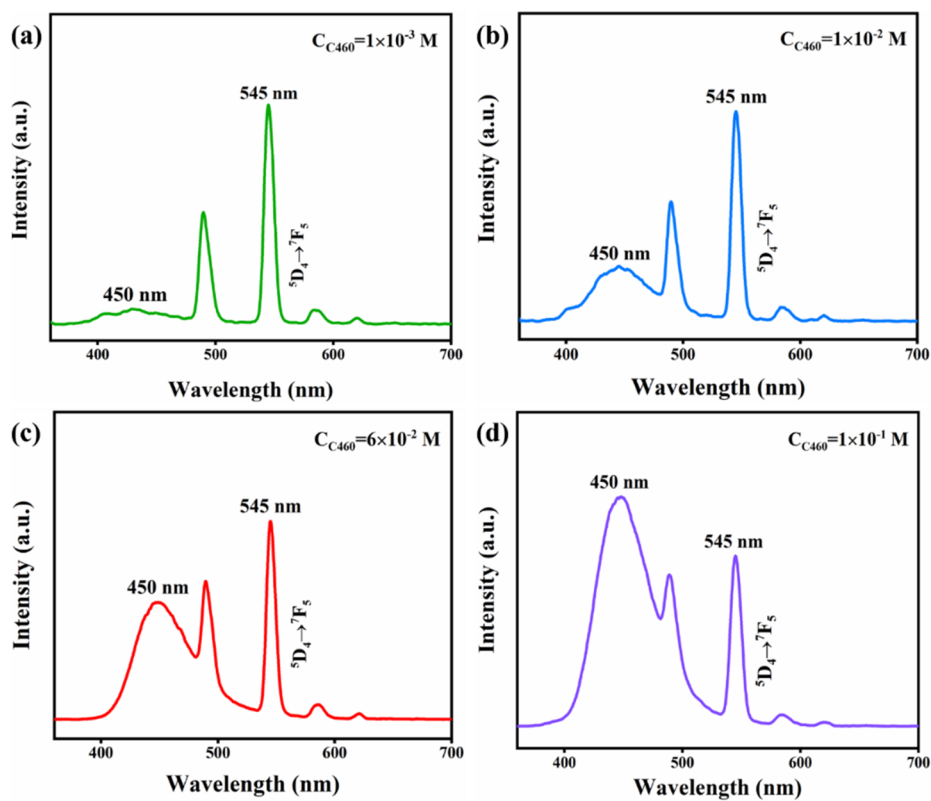 (a)
C_C460=1×10⁻³ M
545 nm
450 nm
⁵D₄→⁷F₅
Intensity (a.u.)
400 500 600 700
Wavelength (nm)
(b)
C_C460=1×10⁻² M
545 nm
450 nm
⁵D₄→⁷F₅
Intensity (a.u.)
400 500 600 700
Wavelength (nm)
(c)
C_C460=6×10⁻² M
545 nm
450 nm
⁵D₄→⁷F₅
Intensity (a.u.)
400 500 600 700
Wavelength (nm)
(d)
C_C460=1×10⁻¹ M
450 nm
545 nm
⁵D₄→⁷F₅
Intensity (a.u.)
400 500 600 700
Wavelength (nm)